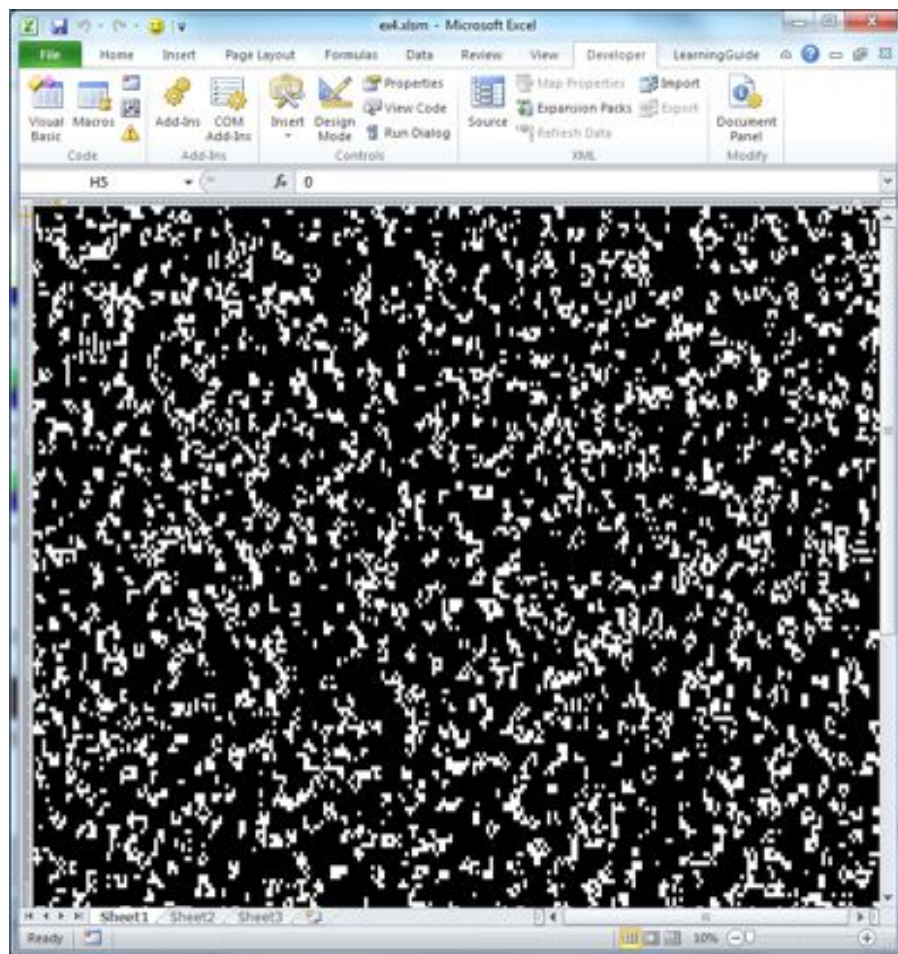 ex4.xlsm - Microsoft Excel
File Home Insert Page Layout Formulas Data Review View Developer LearningGuide
Visual Basic Macros Add-Ins COM Add-Ins Insert Design Mode Properties View Code Run Dialog Source Map Properties Expansion Packs Refresh Data Import Export Document Panel
Code Add-Ins Controls XML Modify
H5 fx 0
Sheet1 Sheet2 Sheet3
Ready 10%